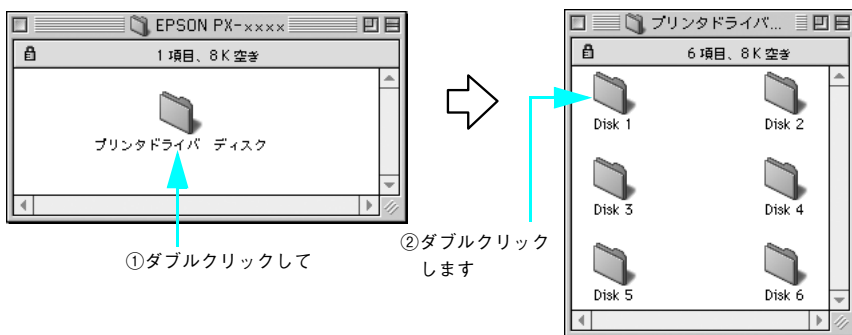 EPSON PX-xxxx
1 項目、8K 空き
プリンタドライバ ディスク
①ダブルクリックして
プリンタドライバ...
6 項目、8K 空き
Disk 1
Disk 2
Disk 3
Disk 4
Disk 5
Disk 6
②ダブルクリック
します